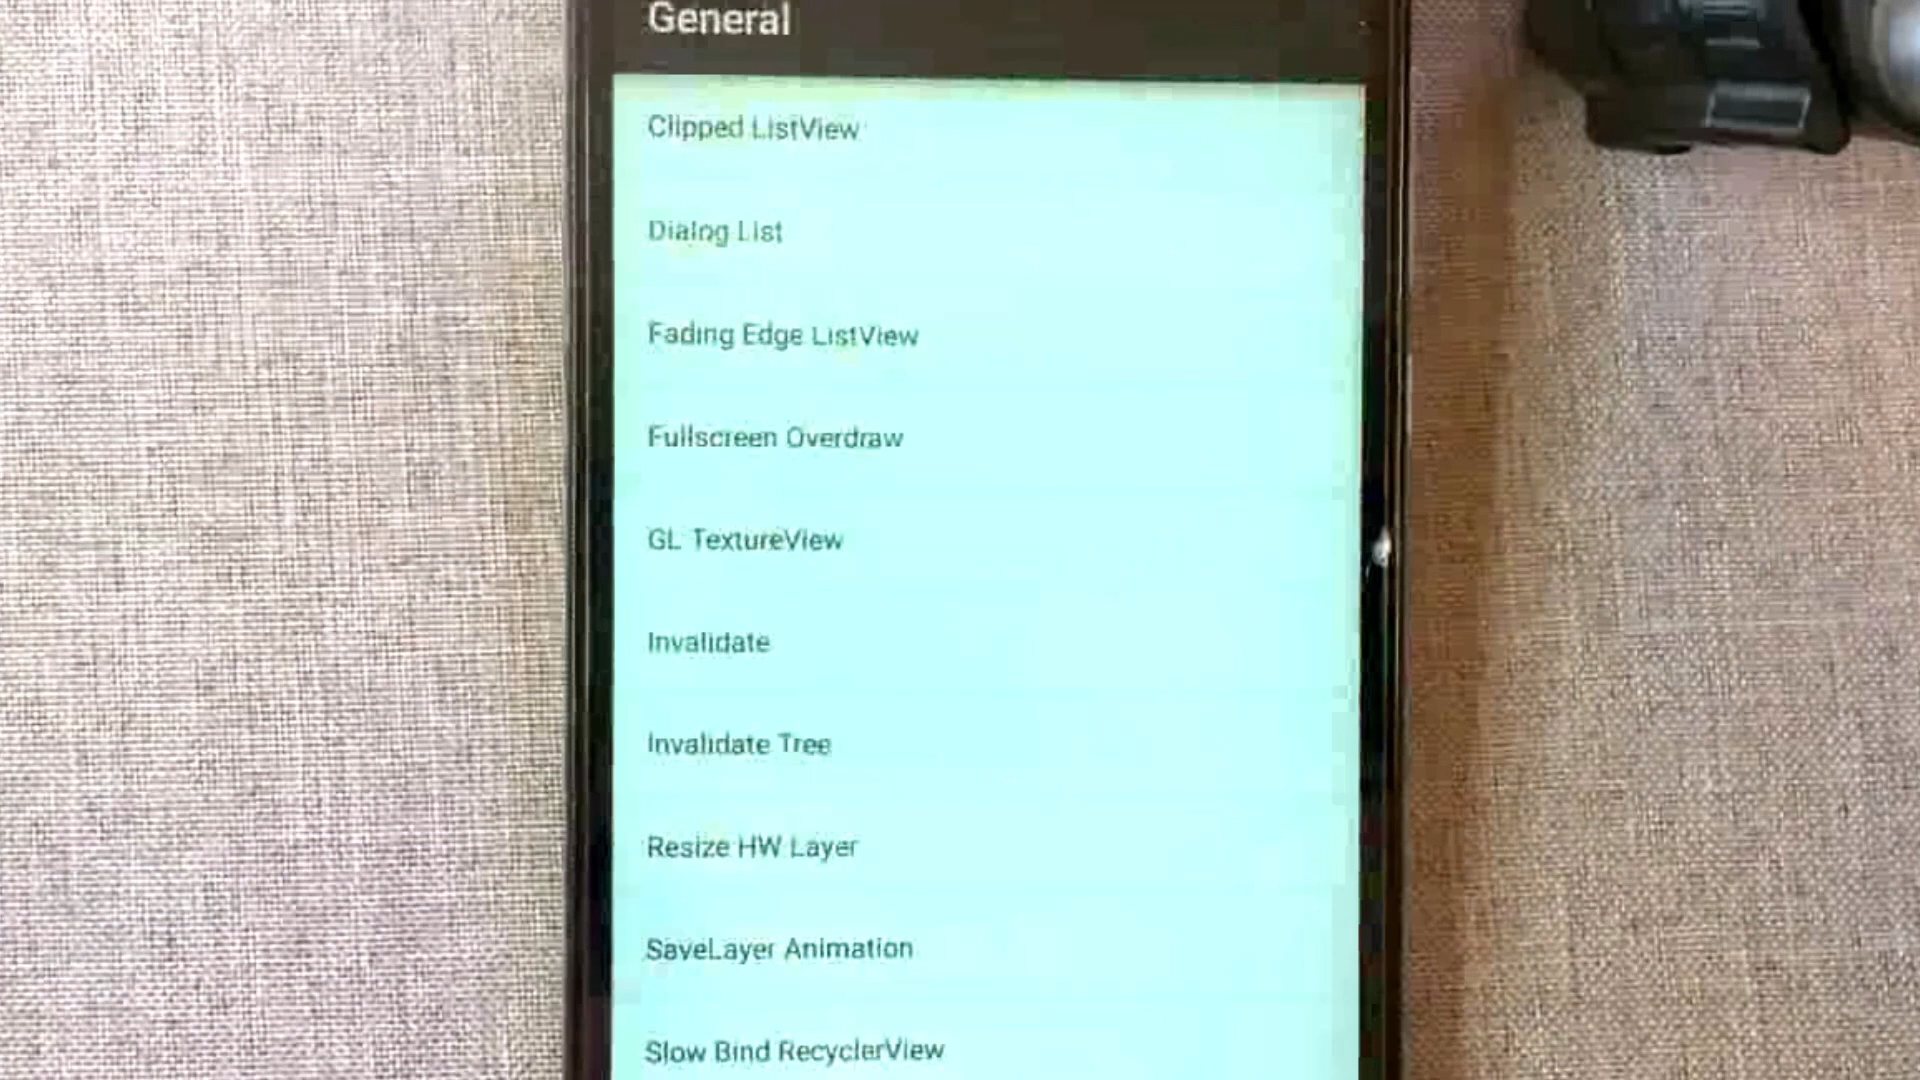 General
Clipped ListView
Dialog List
Fading Edge ListView
Fullscreen Overdraw
GL TextureView
Invalidate
Invalidate Tree
Resize HW Layer
SaveLayer Animation
Slow Bind RecyclerView